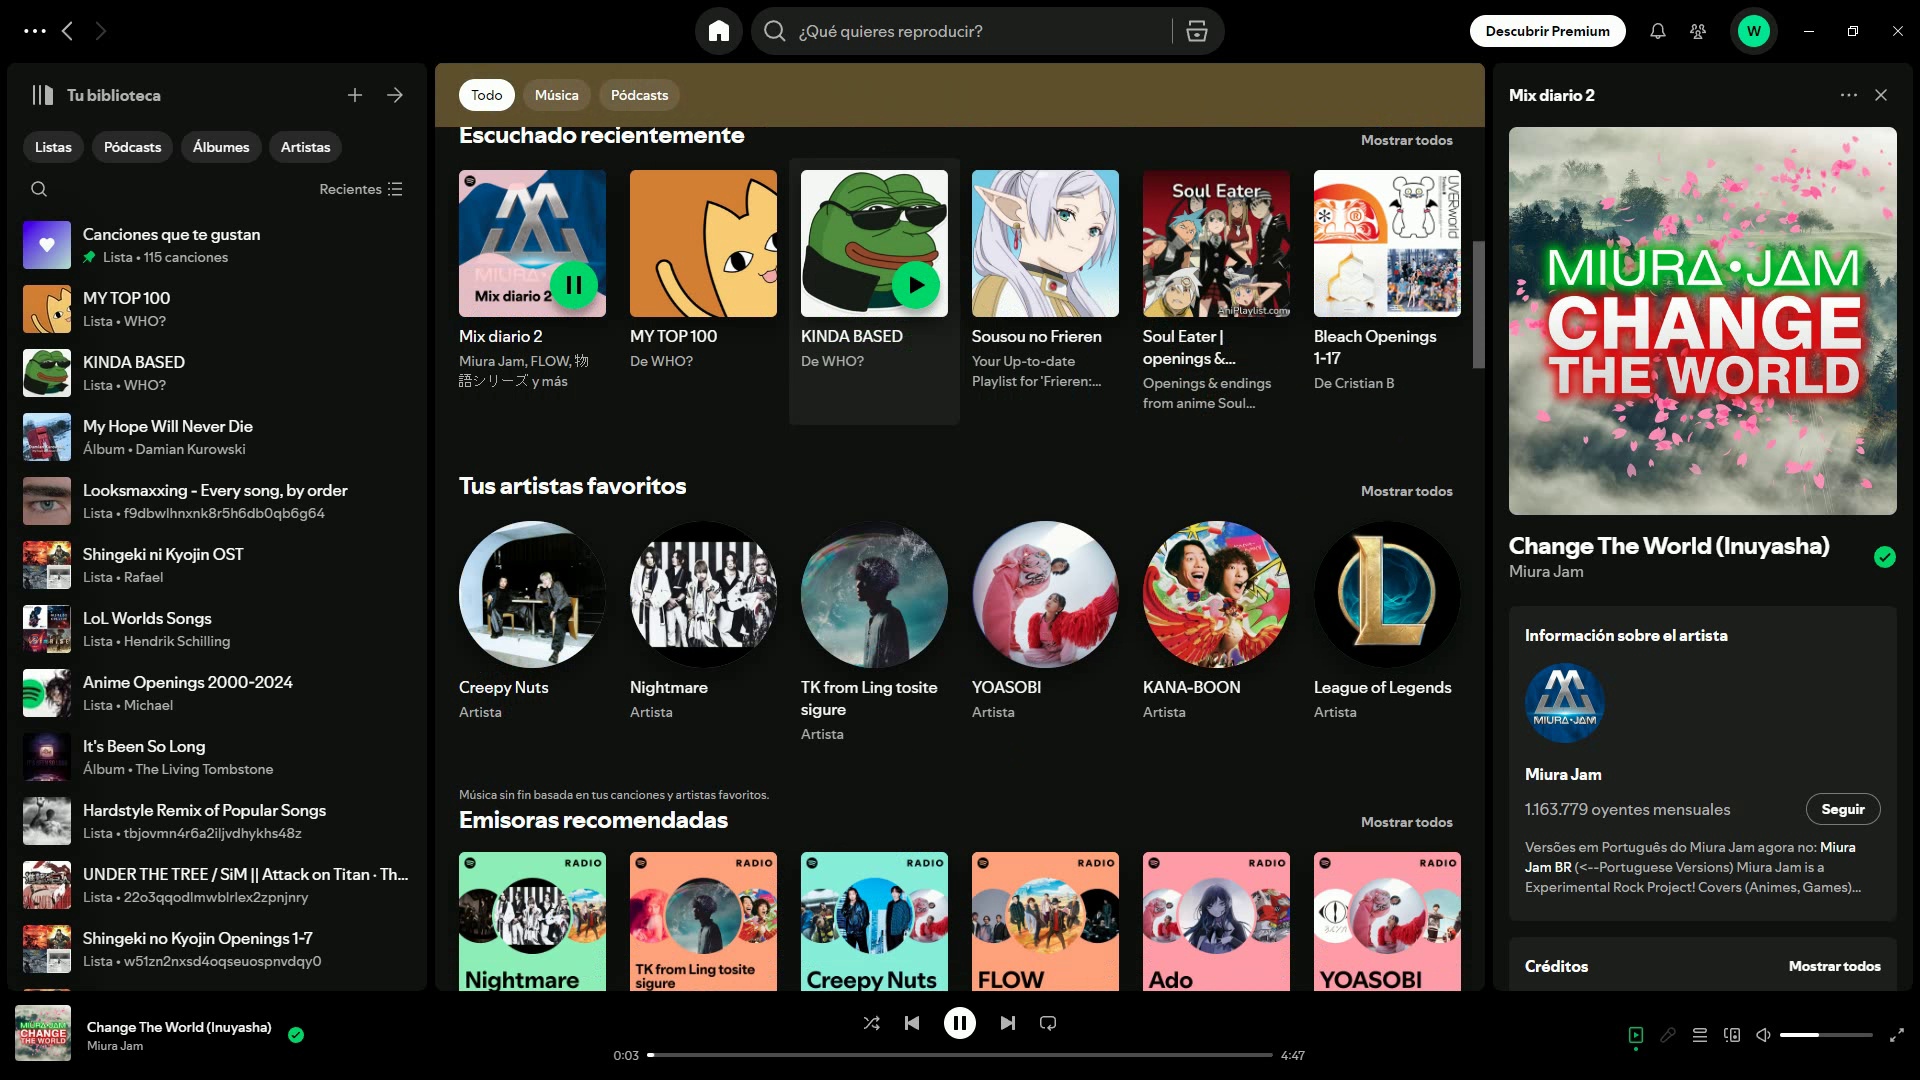 ¿Qué quieres reproducir?
Descubrir Premium
W
Tu biblioteca
Listas
Pódcasts
Álbumes
Artistas
Recientes
Canciones que te gustan
Lista • 115 canciones
MY TOP 100
Lista • WHO?
KINDA BASED
Lista • WHO?
My Hope Will Never Die
Álbum • Damian Kurowski
Looksmaxxing - Every song, by order
Lista • f9dbwlhnxnk8r5h6db0qb6g64
Shingeki ni Kyojin OST
Lista • Rafael
LoL Worlds Songs
Lista • Hendrik Schilling
Anime Openings 2000-2024
Lista • Michael
It's Been So Long
Álbum • The Living Tombstone
Hardstyle Remix of Popular Songs
Lista • tbjovmn4r6a2iljvdhykhs48z
UNDER THE TREE / SiM || Attack on Titan · Th...
Lista • 22o3qqodlmwblrlex2zpnjnry
Shingeki no Kyojin Openings 1-7
Lista • w51zn2nxsd4oqseuospnvdqy0
Todo
Música
Pódcasts
Escuchado recientemente
Mostrar todos
MIURA
Mix diario 2
Soul Eater
AniPlaylist.com
UVERworld
Mix diario 2
Miura Jam, FLOW, 物
語シリーズ y más
MY TOP 100
De WHO?
KINDA BASED
De WHO?
Sousou no Frieren
Your Up-to-date
Playlist for 'Frieren:...
Soul Eater |
openings &...
Openings & endings
from anime Soul...
Bleach Openings
1-17
De Cristian B
Tus artistas favoritos
Mostrar todos
Creepy Nuts
Artista
Nightmare
Artista
TK from Ling tosite
sigure
Artista
YOASOBI
Artista
KANA-BOON
Artista
League of Legends
Artista
Música sin fin basada en tus canciones y artistas favoritos.
Emisoras recomendadas
Mostrar todos
RADIO
Nightmare
RADIO
TK from Ling tosite
sigure
RADIO
Creepy Nuts
RADIO
FLOW
RADIO
Ado
RADIO
YOASOBI
Mix diario 2
MIURA•JAM
CHANGE
THE WORLD
Change The World (Inuyasha)
Miura Jam
Información sobre el artista
MIURA•JAM
Miura Jam
1.163.779 oyentes mensuales
Seguir
Versões em Português do Miura Jam agora no: Miura
Jam BR (<--Portuguese Versions) Miura Jam is a
Experimental Rock Project! Covers (Animes, Games)...
Créditos
Mostrar todos
MIURA•JAM
CHANGE
THE WORLD
Change The World (Inuyasha)
Miura Jam
0:03
4:47